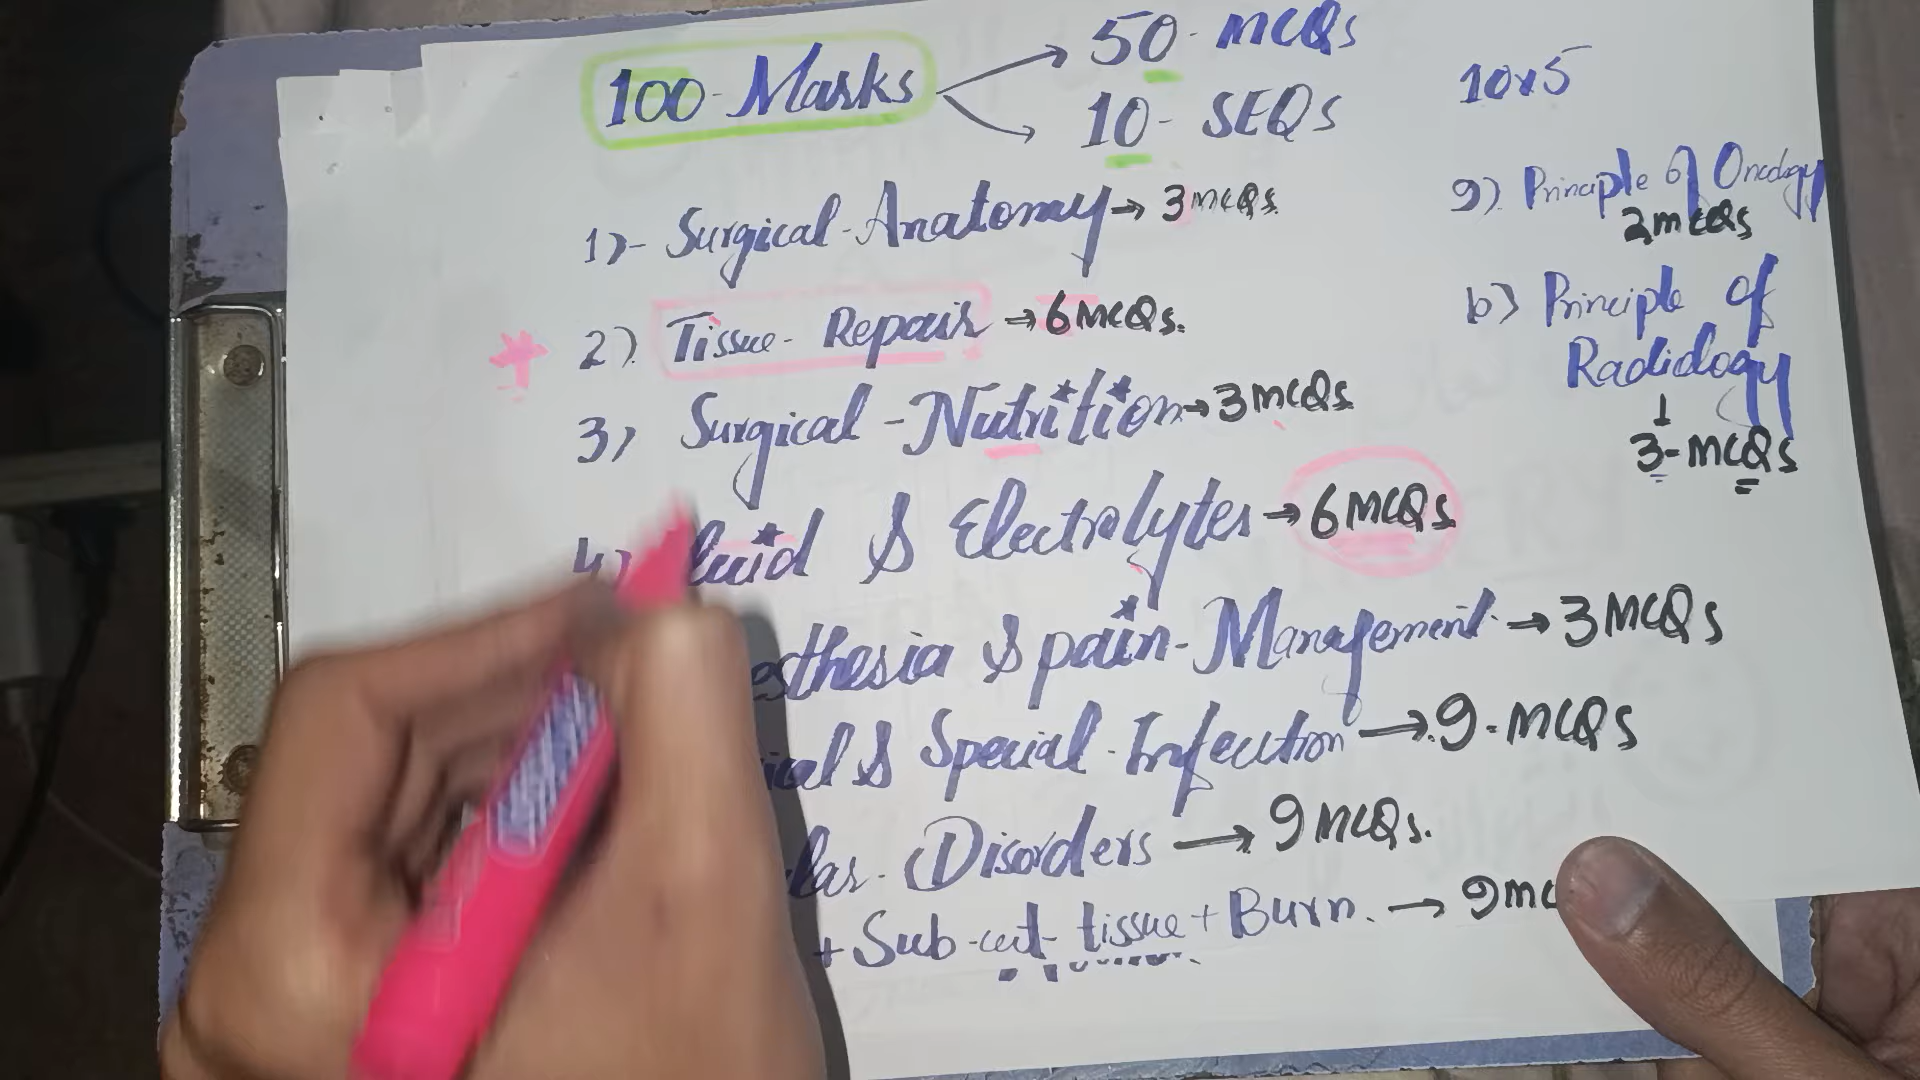 100-Marks
50-MCQs
10-SEQs
10x5
1)- Surgical-Anatomy → 3MCQs.
2) Tissue-Repair → 6MCQs.
3) Surgical-Nutrition → 3MCQs
4) & Electrolytes → 6MCQs.
& pain-Management → 3MCQs
& Special-Infection → 9-MCQs
Disorders → 9MCQs.
+ Sub-cut-tissue + Burn. → 9
9) Principle of Oncology
2MCQs
b) Principle of
Radiology
↓
3-MCQs